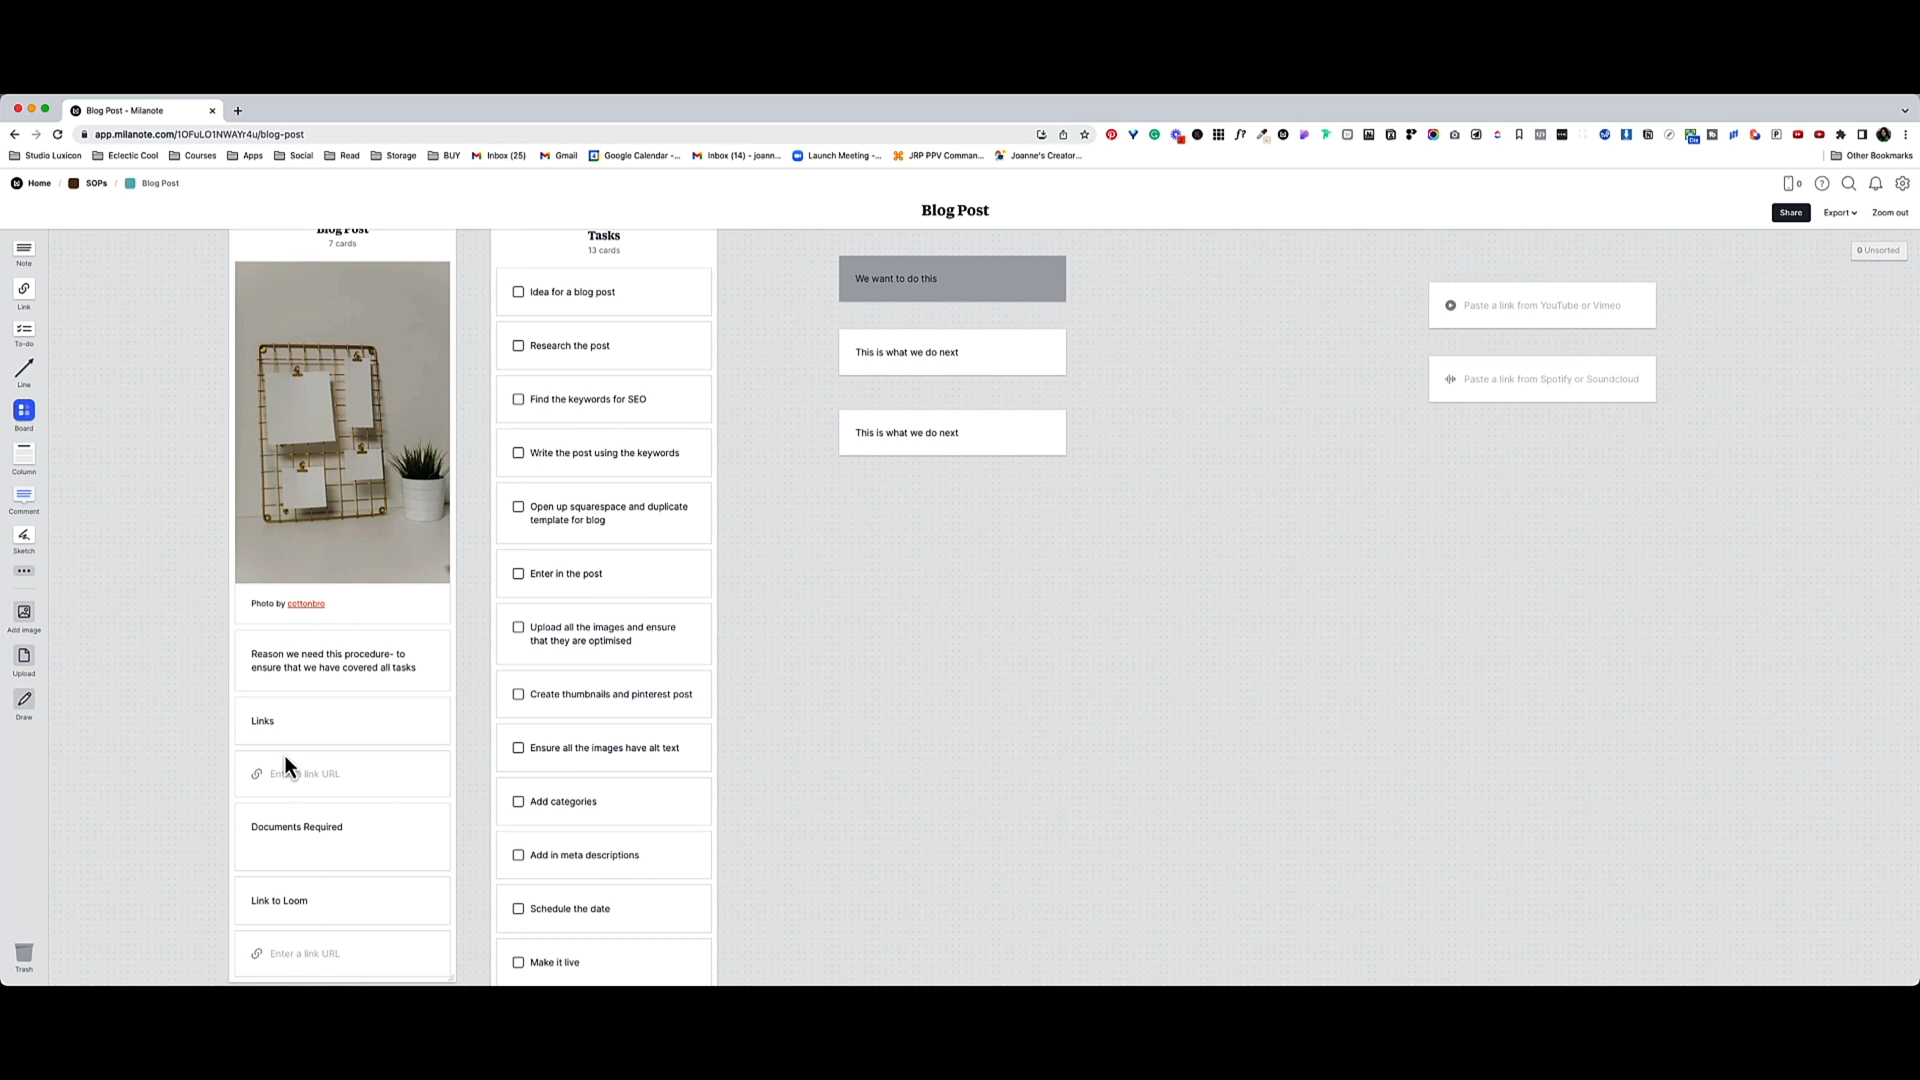 Blog Post - Milanote
app.milanote.com/1OFuLO1NWAYr4u/blog-post
Studio Luxicon
Eclectic Cool
Courses
Apps
Social
Read
Storage
BUY
Inbox (25)
Gmail
Google Calendar -...
Inbox (14) - joann...
Launch Meeting -...
JRP PPV Comman...
Joanne's Creator...
Other Bookmarks
Home / SOPs / Blog Post
0
Blog Post
Share
Export
Zoom out
0 Unsorted
Note
Link
To-do
Line
Board
Column
Comment
Sketch
Add image
Upload
Draw
Trash
Blog Post
7 cards
Photo by cottonbro
Reason we need this procedure- to
ensure that we have covered all tasks
Links
link URL
Documents Required
Link to Loom
Enter a link URL
Tasks
13 cards
Idea for a blog post
Research the post
Find the keywords for SEO
Write the post using the keywords
Open up squarespace and duplicate
template for blog
Enter in the post
Upload all the images and ensure
that they are optimised
Create thumbnails and pinterest post
Ensure all the images have alt text
Add categories
Add in meta descriptions
Schedule the date
Make it live
We want to do this
This is what we do next
This is what we do next
Paste a link from YouTube or Vimeo
Paste a link from Spotify or Soundcloud